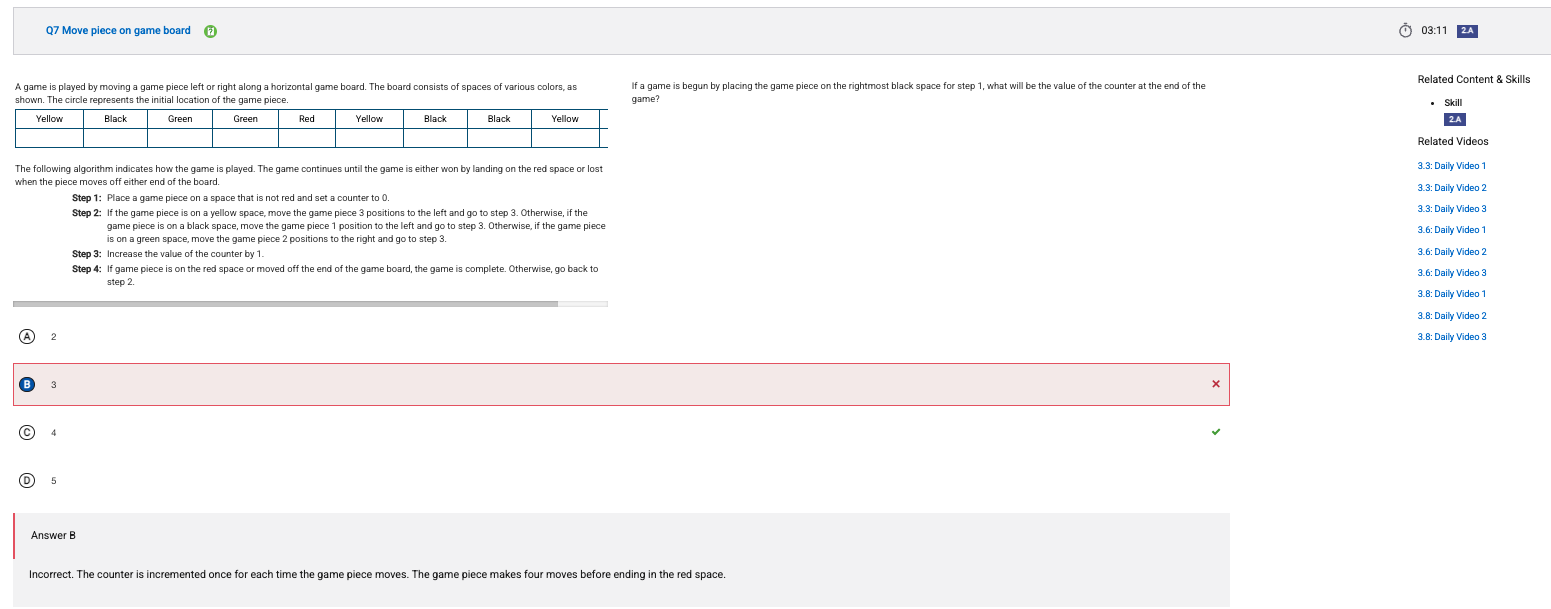 Q7 Move piece on game board
03:11 2.A
A game is played by moving a game piece left or right along a horizontal game board. The board consists of spaces of various colors, as
shown. The circle represents the initial location of the game piece.
Yellow Black Green Green Red Yellow Black Black Yellow
The following algorithm indicates how the game is played. The game continues until the game is either won by landing on the red space or lost
when the piece moves off either end of the board.
Step 1: Place a game piece on a space that is not red and set a counter to 0.
Step 2: If the game piece is on a yellow space, move the game piece 3 positions to the left and go to step 3. Otherwise, if the
game piece is on a black space, move the game piece 1 position to the left and go to step 3. Otherwise, if the game piece
is on a green space, move the game piece 2 positions to the right and go to step 3.
Step 3: Increase the value of the counter by 1.
Step 4: If game piece is on the red space or moved off the end of the game board, the game is complete. Otherwise, go back to
step 2.
If a game is begun by placing the game piece on the rightmost black space for step 1, what will be the value of the counter at the end of the
game?
A 2
B 3
C 4
D 5
Answer B
Incorrect. The counter is incremented once for each time the game piece moves. The game piece makes four moves before ending in the red space.
Related Content & Skills
Skill
2.A
Related Videos
3.3: Daily Video 1
3.3: Daily Video 2
3.3: Daily Video 3
3.6: Daily Video 1
3.6: Daily Video 2
3.6: Daily Video 3
3.8: Daily Video 1
3.8: Daily Video 2
3.8: Daily Video 3